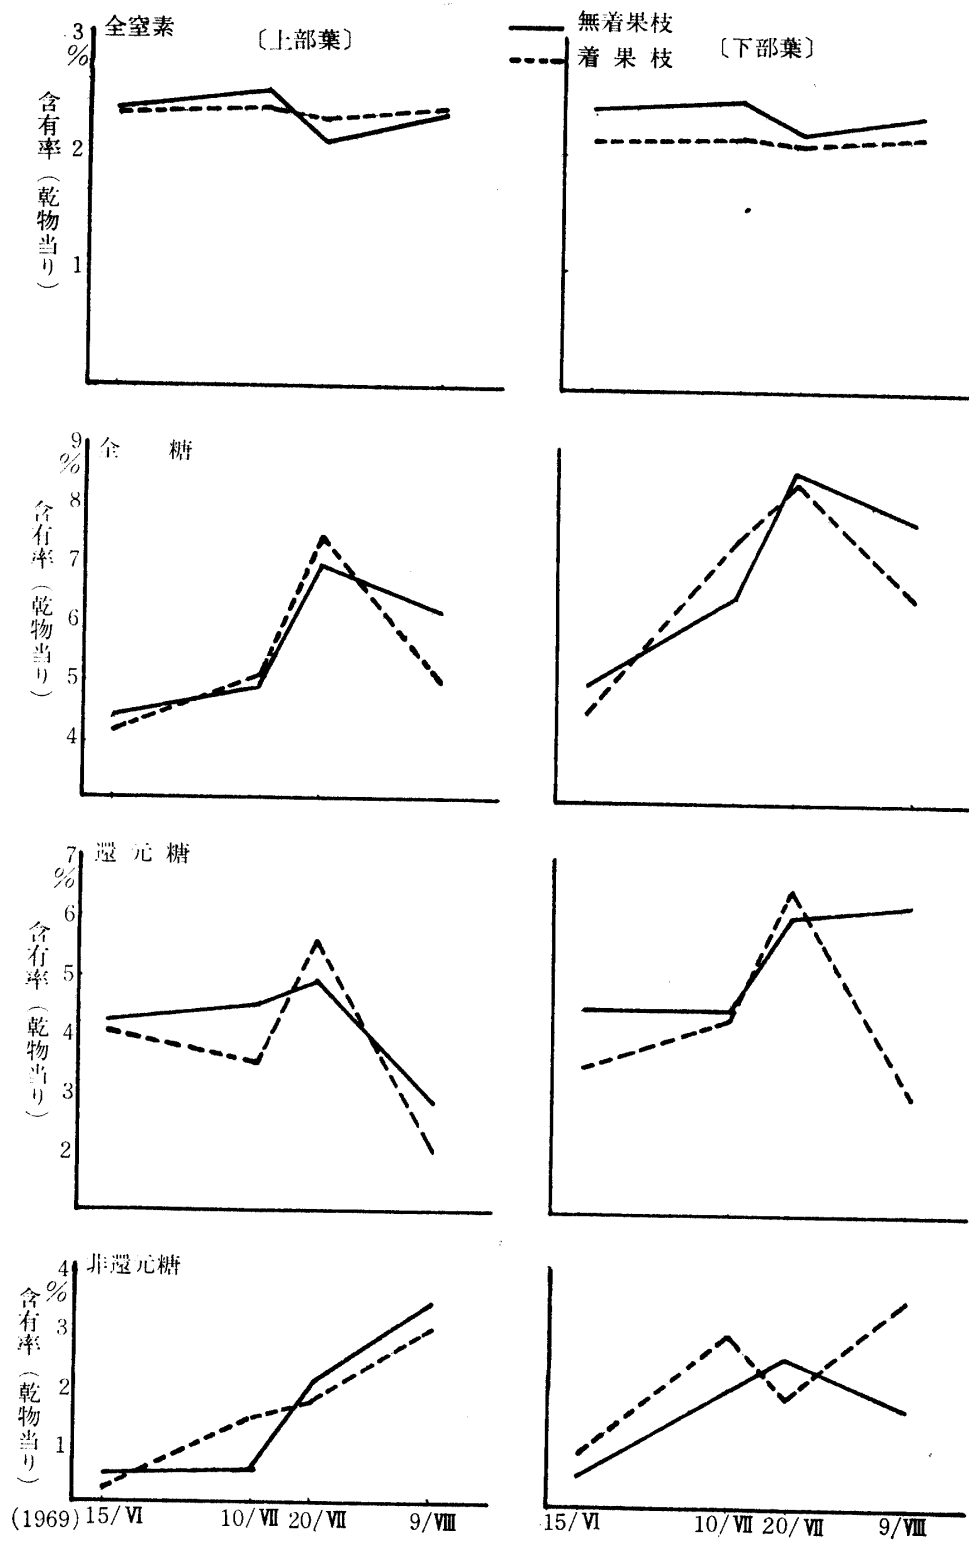 全窒素
〔上部葉〕
無着果枝
着果枝
〔下部葉〕
3
%
2
1
含有率（乾物当り）
全糖
9
%
8
7
6
5
4
含有率（乾物当り）
還元糖
7
%
6
5
4
3
2
含有率（乾物当り）
非還元糖
4
%
3
2
1
含有率（乾物当り）
(1969) 15/Ⅵ 10/Ⅶ 20/Ⅶ 9/Ⅷ
15/Ⅵ 10/Ⅶ 20/Ⅶ 9/Ⅷ